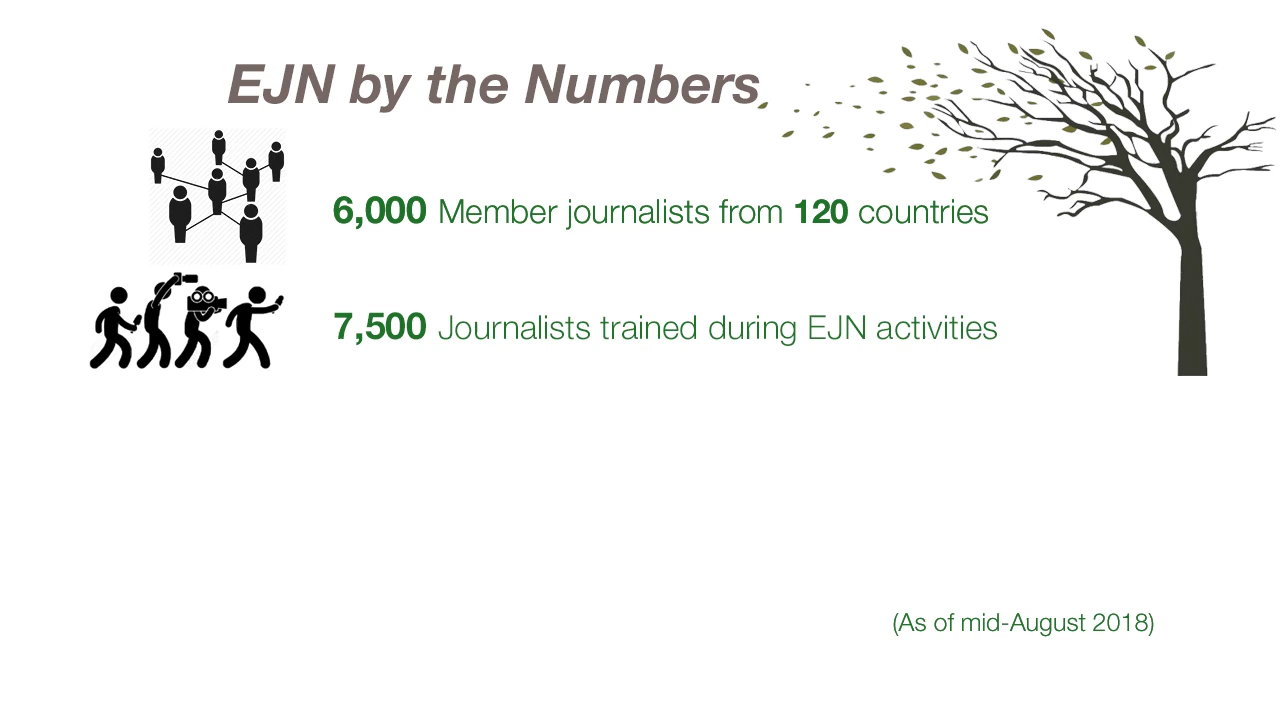 EJN by the Numbers
6,000 Member journalists from 120 countries
7,500 Journalists trained during EJN activities
(As of mid-August 2018)